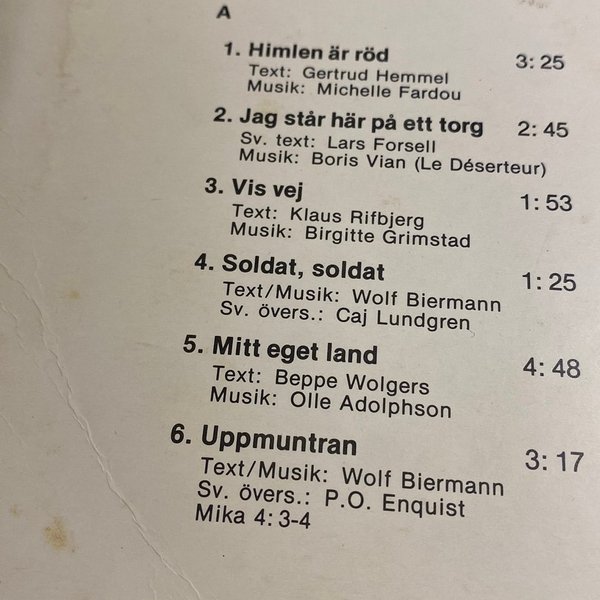 A
1. Himlen är röd 3:25
Text: Gertrud Hemmel
Musik: Michelle Fardou
2. Jag står här på ett torg 2:45
Sv. text: Lars Forsell
Musik: Boris Vian (Le Déserteur)
3. Vis vej 1:53
Text: Klaus Rifbjerg
Musik: Birgitte Grimstad
4. Soldat, soldat 1:25
Text/Musik: Wolf Biermann
Sv. övers.: Caj Lundgren
5. Mitt eget land 4:48
Text: Beppe Wolgers
Musik: Olle Adolphson
6. Uppmuntran 3:17
Text/Musik: Wolf Biermann
Sv. övers.: P.O. Enquist
Mika 4:3-4